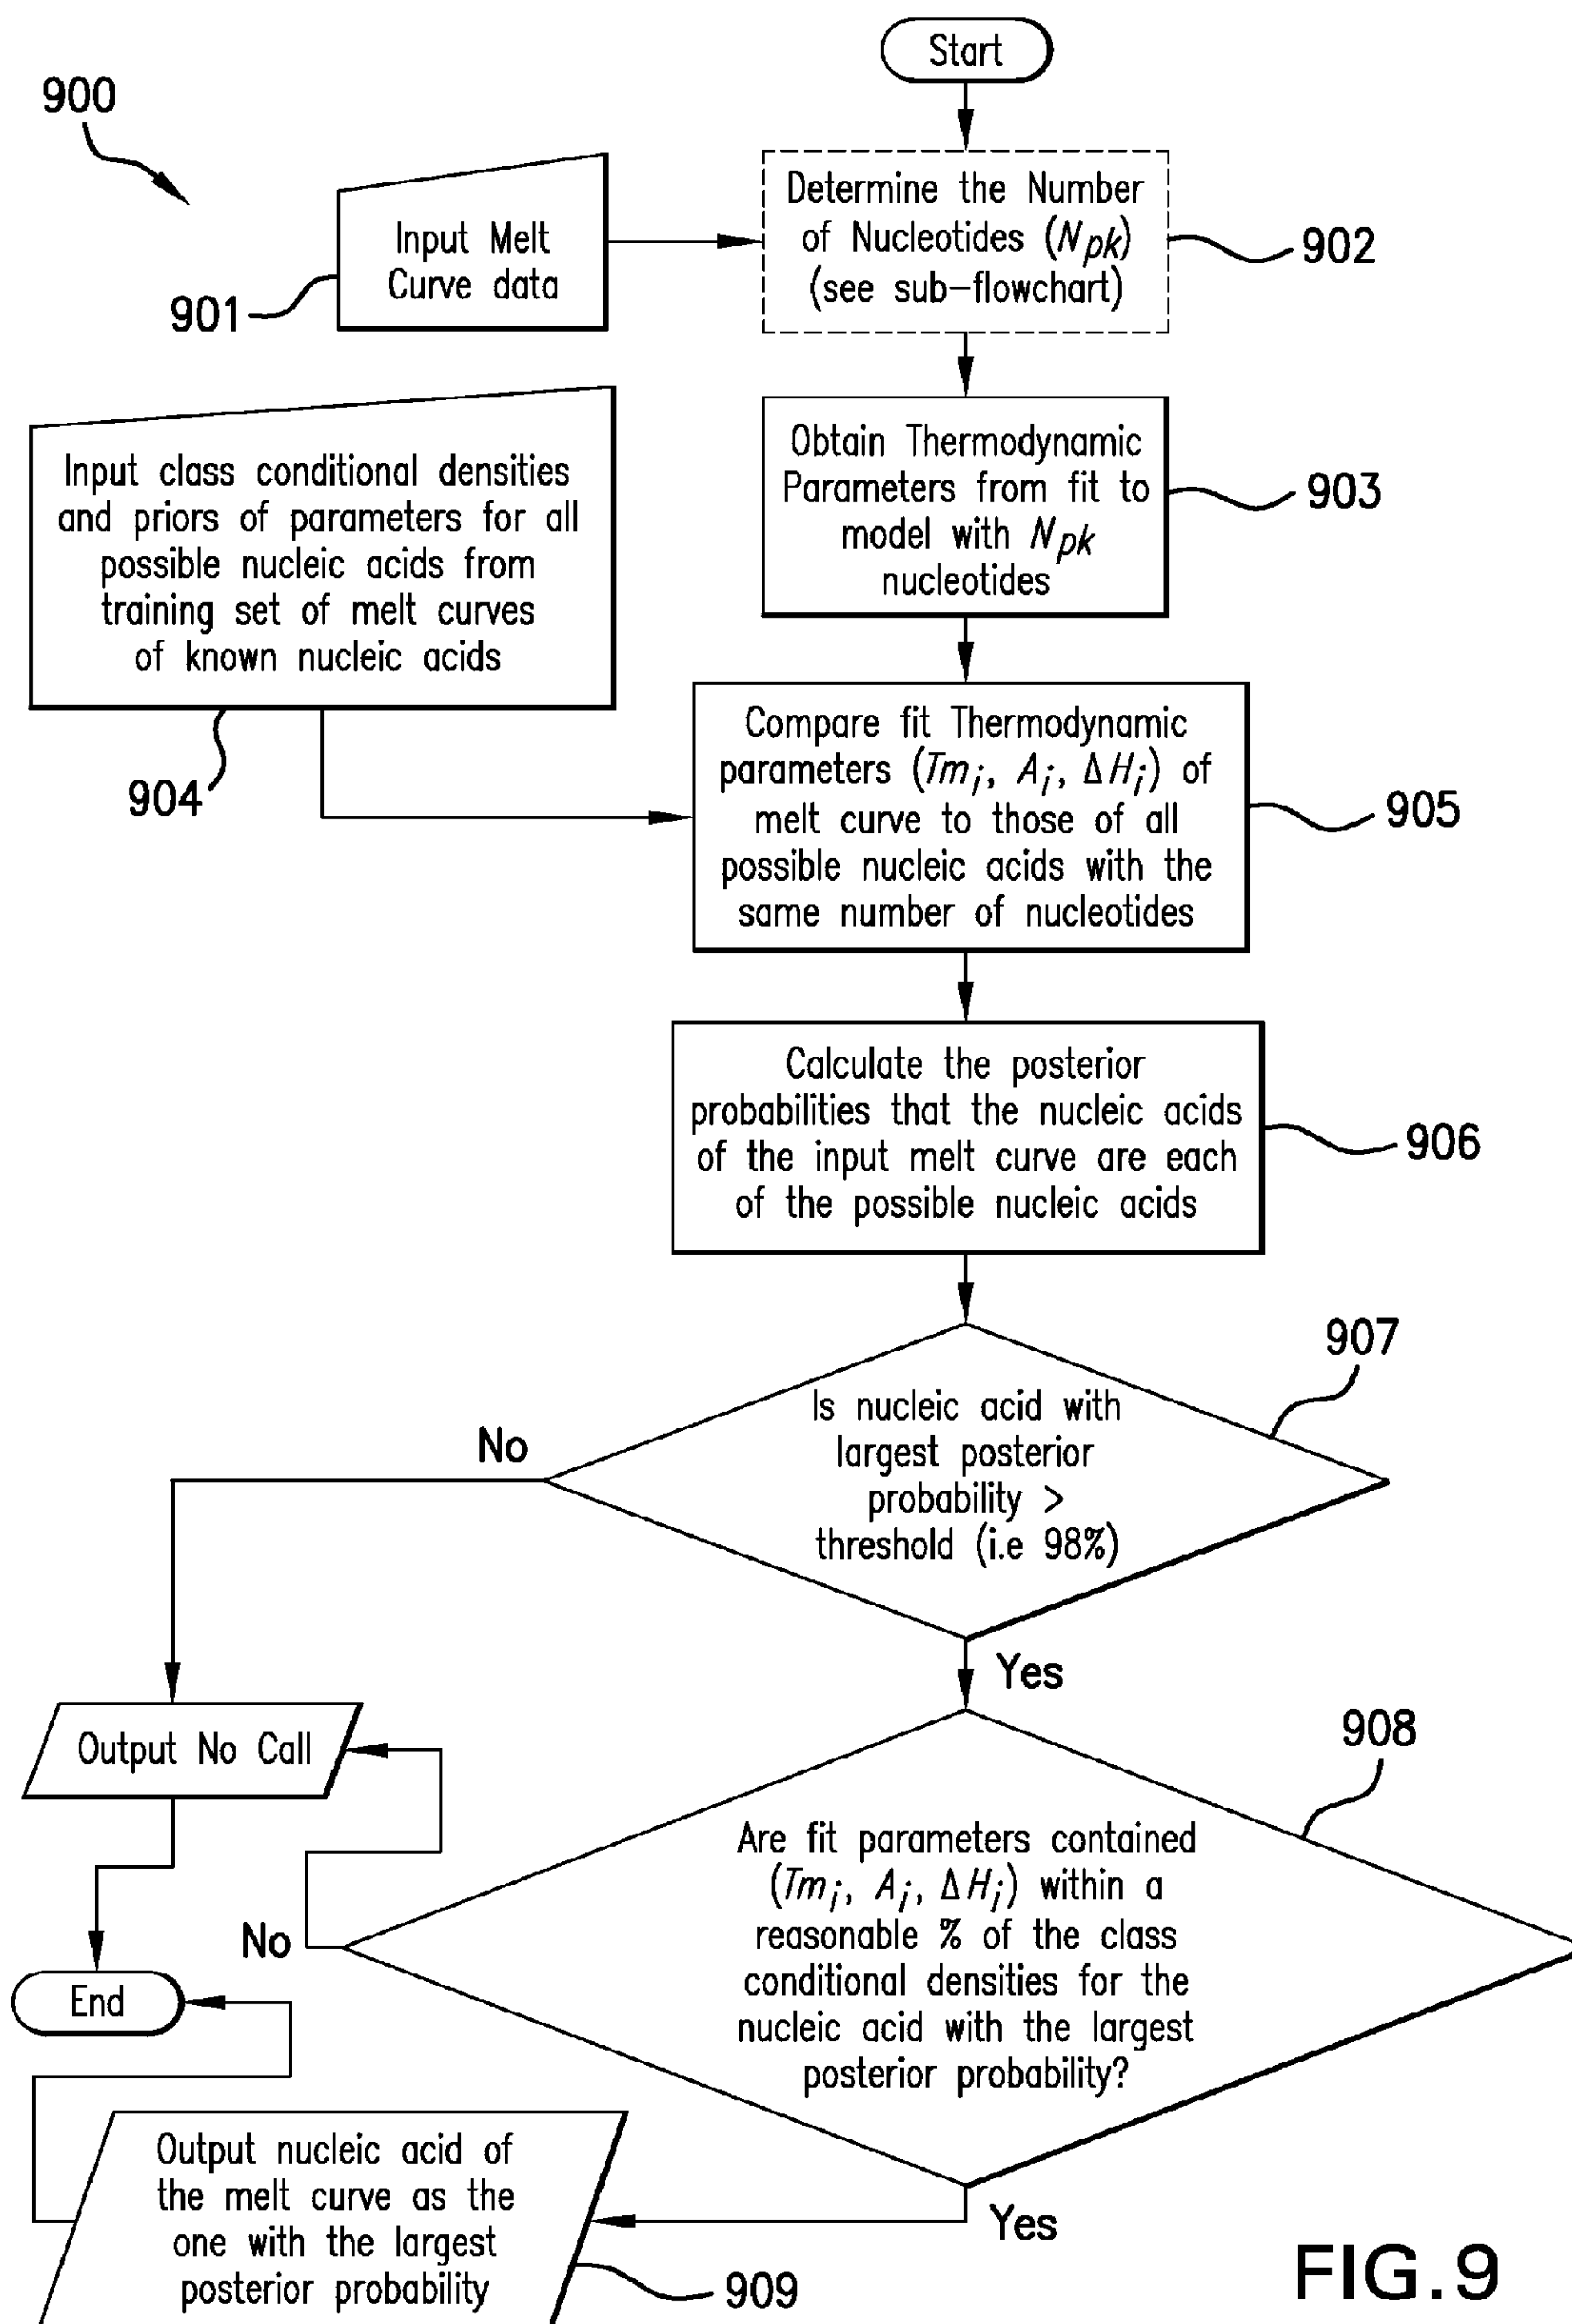 Start
900
Input Melt
Curve data
901
Determine the Number
of Nucleotides (Npk)
(see sub-flowchart)
902
Obtain Thermodynamic
Parameters from fit to
model with Npk
nucleotides
903
Input class conditional densities
and priors of parameters for all
possible nucleic acids from
training set of melt curves
of known nucleic acids
904
Compare fit Thermodynamic
parameters (Tmi, Ai, ΔHi) of
melt curve to those of all
possible nucleic acids with the
same number of nucleotides
905
Calculate the posterior
probabilities that the nucleic acids
of the input melt curve are each
of the possible nucleic acids
906
907
Is nucleic acid with
largest posterior
probability >
threshold (i.e 98%)
No
Yes
Output No Call
908
Are fit parameters contained
(Tmi, Ai, ΔHi) within a
reasonable % of the class
conditional densities for the
nucleic acid with the largest
posterior probability?
No
End
Yes
Output nucleic acid of
the melt curve as the
one with the largest
posterior probability
909
FIG.9